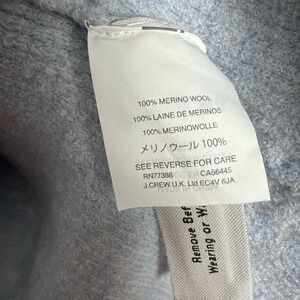 100% MERINO WOOL
100% LAINE DE MERINOS
100% MERINOWOLLE
メリノウール 100%
SEE REVERSE FOR CARE
RN77388 CA56445
J.CREW U.K. Ltd EC4V 6JA
Remove Bef
Wearing or W